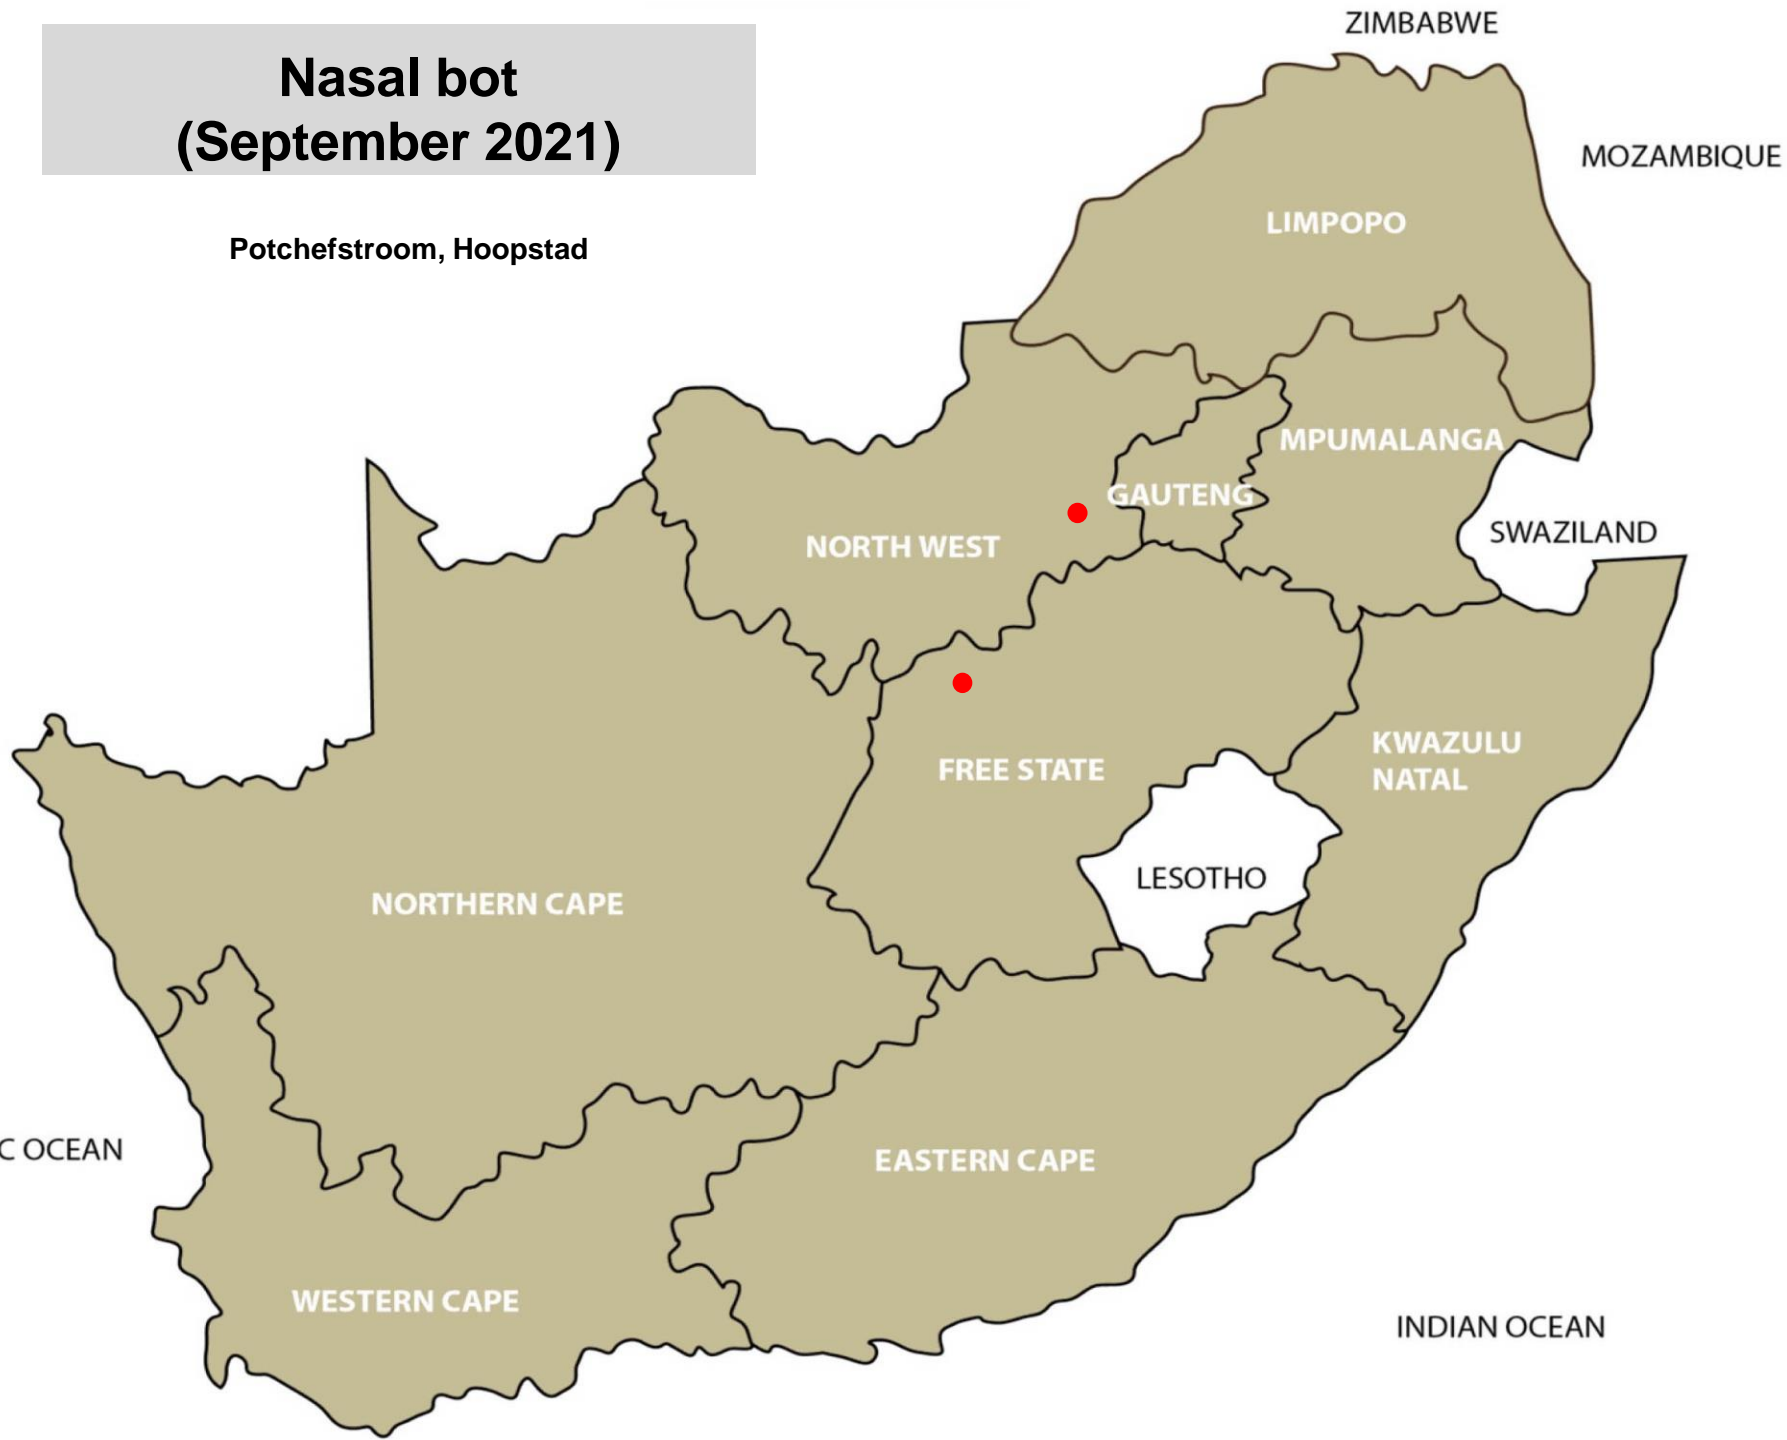 Nasal bot
(September 2021)
Potchefstroom, Hoopstad
ZIMBABWE
MOZAMBIQUE
LIMPOPO
MPUMALANGA
GAUTENG
SWAZILAND
NORTH WEST
KWAZULU
NATAL
FREE STATE
LESOTHO
NORTHERN CAPE
C OCEAN
EASTERN CAPE
WESTERN CAPE
INDIAN OCEAN